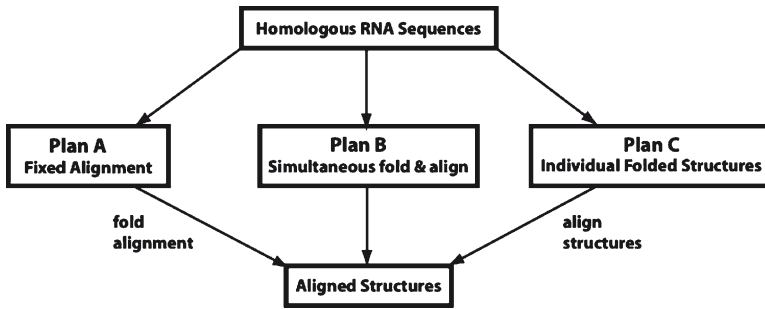 Homologous RNA Sequences
Plan A
Fixed Alignment
Plan B
Simultaneous fold & align
Plan C
Individual Folded Structures
fold
alignment
align
structures
Aligned Structures